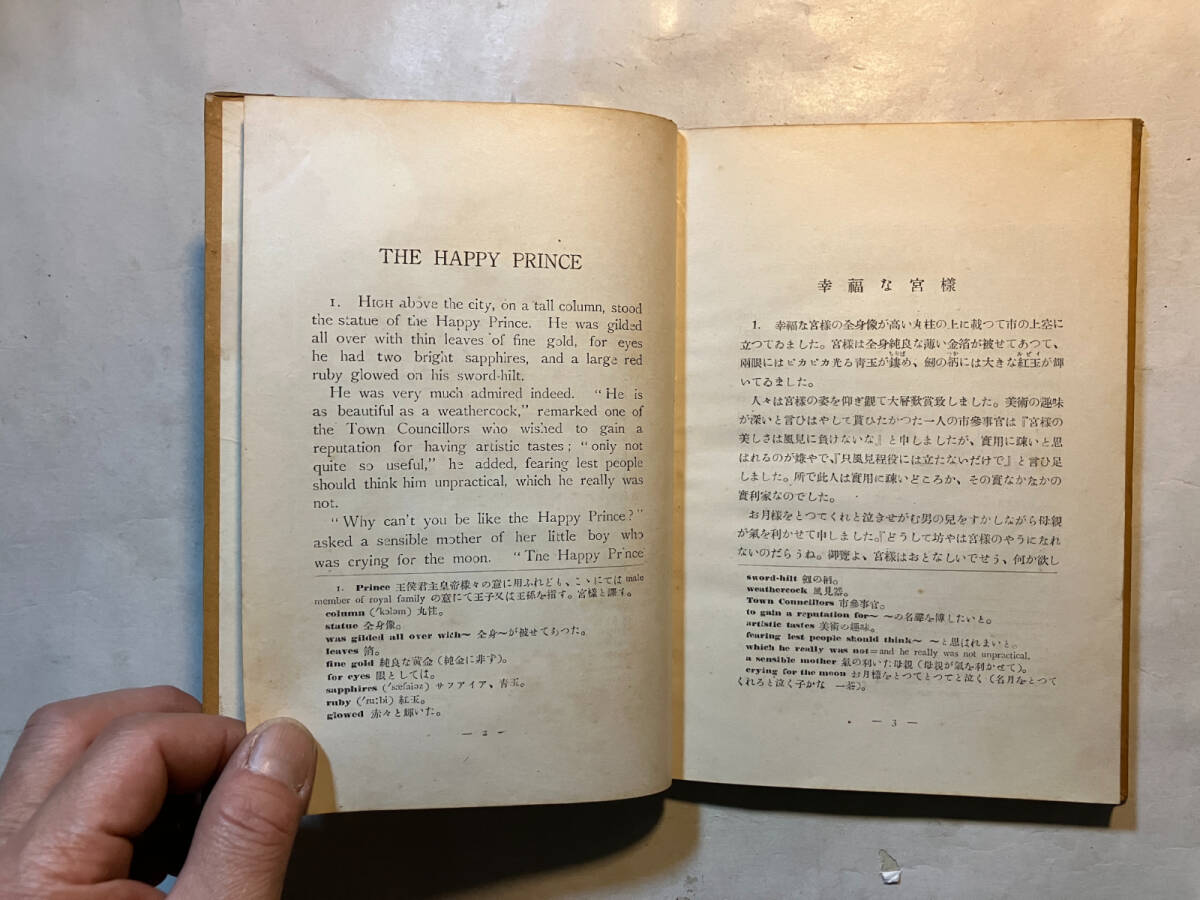 THE HAPPY PRINCE
1. HIGH above the city, on a tall column, stood
the statue of the Happy Prince. He was gilded
all over with thin leaves of fine gold, for eyes
he had two bright sapphires, and a large red
ruby glowed on his sword-hilt.
He was very much admired indeed. "He is
as beautiful as a weathercock," remarked one of
the Town Councillors who wished to gain a
reputation for having artistic tastes; "only not
quite so useful," he added, fearing lest people
should think him unpractical, which he really was
not.
"Why can't you be like the Happy Prince?"
asked a sensible mother of her little boy who
was crying for the moon. "The Happy Prince
1. Prince 王侯君主皇帝様々の意に用ふれども、こゝにては male
member of royal family の意にて王子又は王孫を指す。宮様と譯す。
column ('kɔləm) 丸柱。
statue 全身像。
was gilded all over with~ 全身~が被せてあつた。
leaves 箔。
fine gold 純良な黄金 (純金に非ず)。
for eyes 眼としては。
sapphires ('sæfaiəz) サファイア、青玉。
ruby ('ru:bi) 紅玉。
glowed 赤々と輝いた。
— 2 —
幸福な宮樣
1. 幸福な宮樣の全身像が高い丸柱の上に載つて市の上空に
立つてゐました。宮樣は全身純良な薄い金箔が被せてあつて、
兩眼にはピカピカ光る靑玉が鏤め、劍の柄には大きな紅玉が輝
いてゐました。
人々は宮樣の姿を仰ぎ觀て大層歎賞致しました。美術の趣味
が深いと言ひはやして貰ひたかつた一人の市參事官は『宮樣の
美しさは風見に負けないな』と申しましたが、實用に疎いと思
ばれるのが嫌やで、『只風見程役には立たないだけで』と言ひ足
しました。所で此人は實用に疎いどころか、その實なかなかの
實利家なのでした。
お月樣をとつてくれと泣きせがむ男の兒をすかしながら母親
が氣を利かせて申しました。『どうして坊やは宮樣のやうになれ
ないのだらうね。御覽よ、宮樣はおとなしいでせう、何か欲し
sword-hilt 劍の柄。
weathercock 風見器。
Town Councillors 市參事官。
to gain a reputation for~ ~の名聲を博したいと。
artistic tastes 美術の趣味。
fearing lest people should think~ ~と思はれまいと。
which he really was not=and he really was not unpractical.
a sensible mother 氣の利いた母親 (母親が氣を利かせて)。
crying for the moon お月樣をとつてとつてと泣く (名月をとつて
くれろと泣く子かな 一茶)。
— 3 —